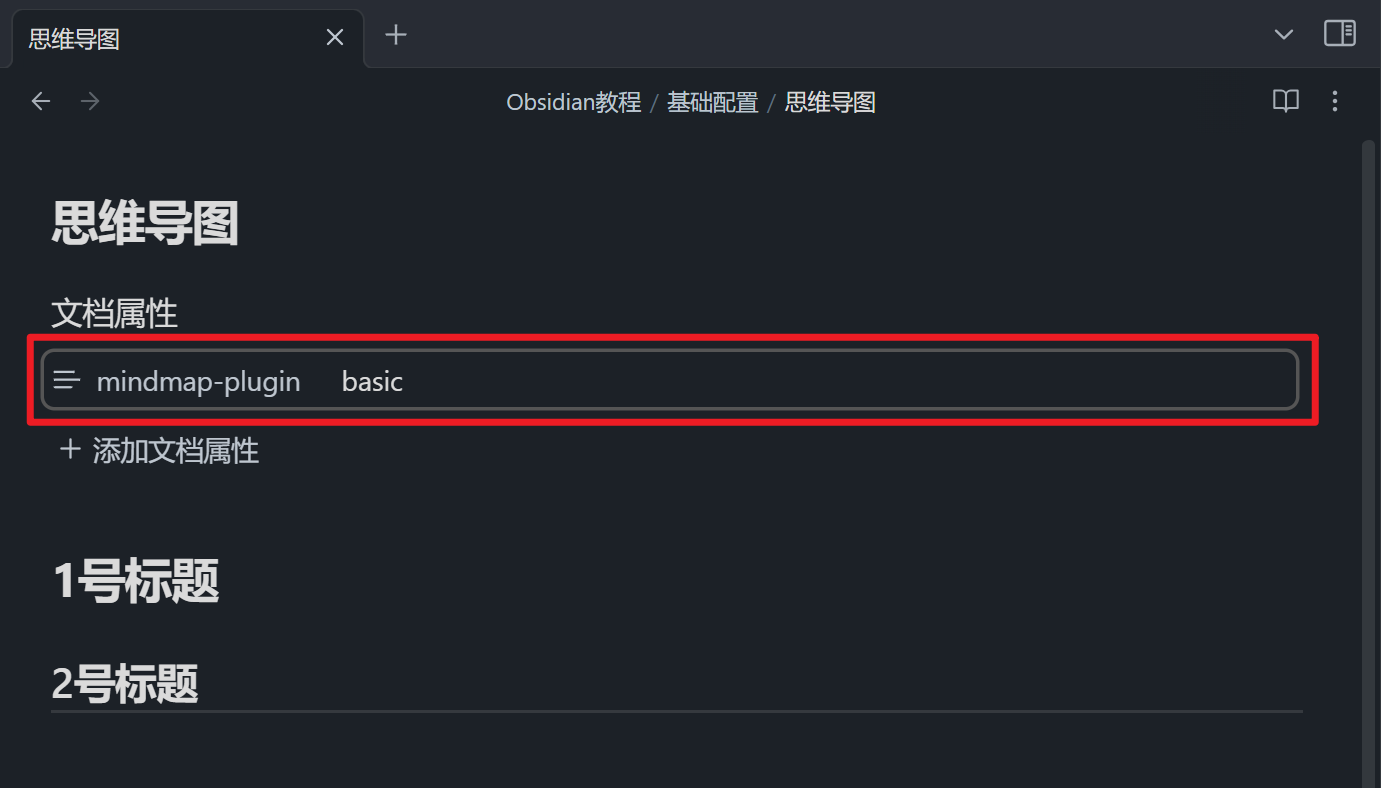 思维导图
Obsidian教程 / 基础配置 / 思维导图
思维导图
文档属性
mindmap-plugin basic
添加文档属性
1号标题
2号标题